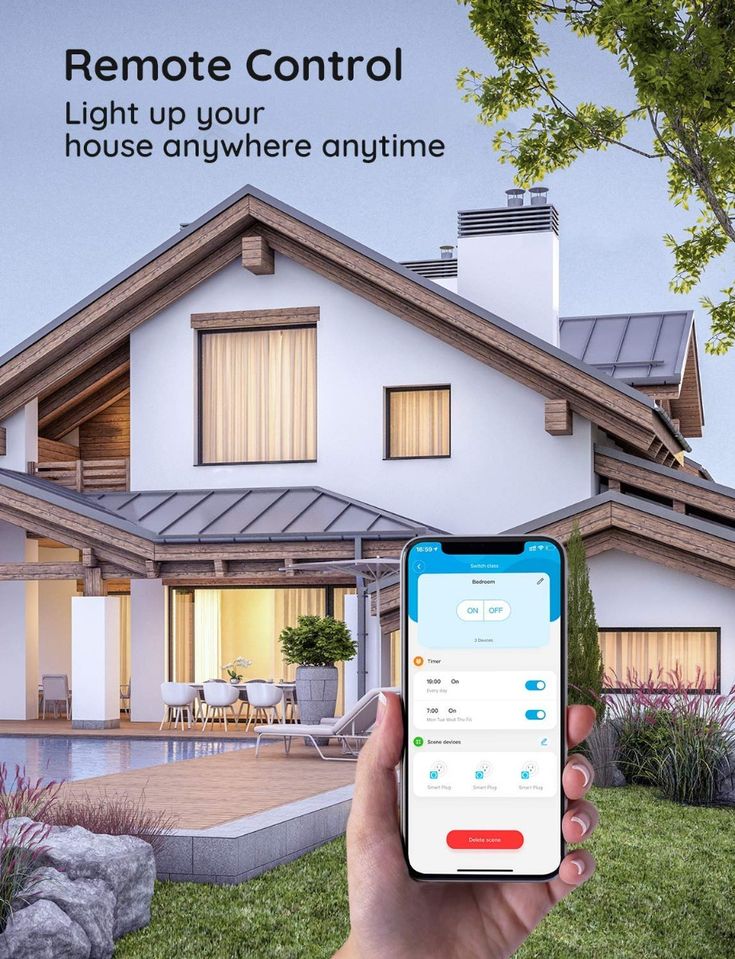 Remote Control
Light up your
house anywhere anytime
16:59
Switch class
Bedroom
ON OFF
3 Devices
Timer
19:00 On
Every day
7:00 On
Mon Tue Wed Thu Fri
Scene devices
Smart Plug Smart Plug Smart Plug
Delete scene